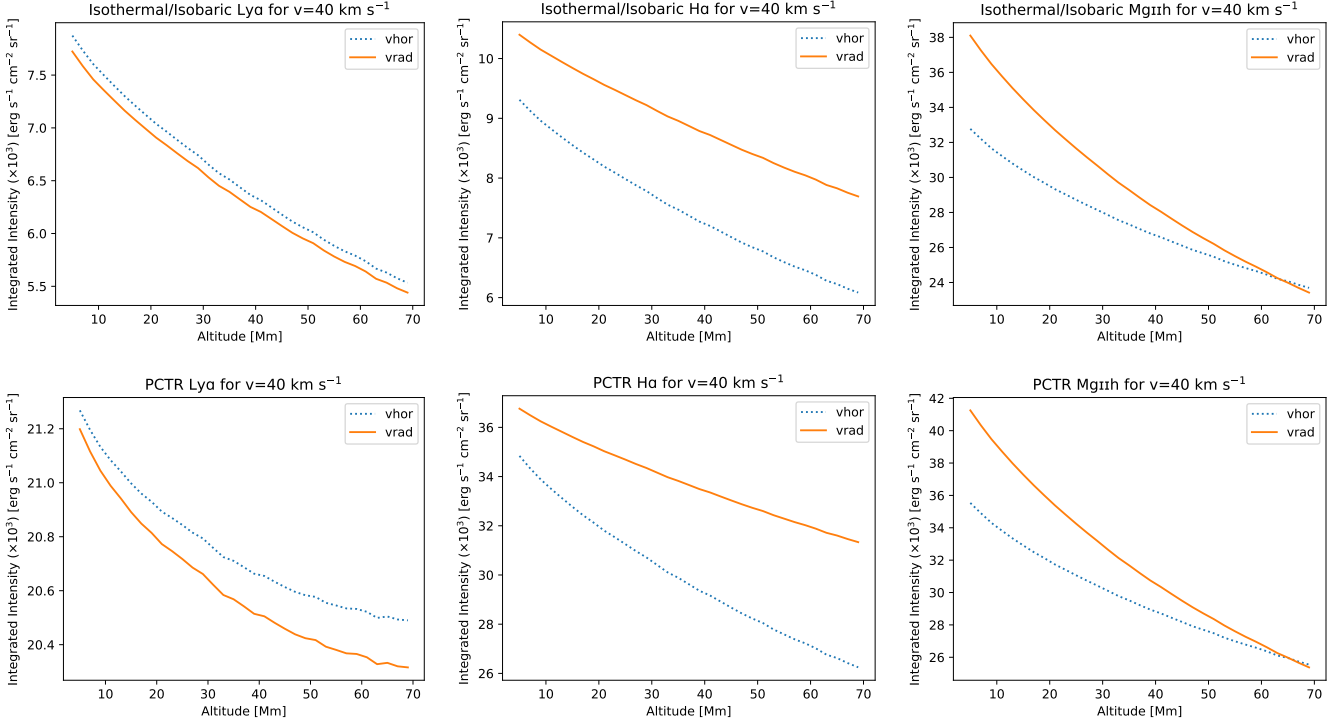 Isothermal/Isobaric Lyα for v=40 km s⁻¹
Integrated Intensity (×10³) [erg s⁻¹ cm⁻² sr⁻¹]
7.5
7.0
6.5
6.0
5.5
vhor
vrad
10 20 30 40 50 60 70
Altitude [Mm]
Isothermal/Isobaric Hα for v=40 km s⁻¹
Integrated Intensity (×10³) [erg s⁻¹ cm⁻² sr⁻¹]
10
9
8
7
6
vhor
vrad
10 20 30 40 50 60 70
Altitude [Mm]
Isothermal/Isobaric Mgɪɪh for v=40 km s⁻¹
Integrated Intensity (×10³) [erg s⁻¹ cm⁻² sr⁻¹]
38
36
34
32
30
28
26
24
vhor
vrad
10 20 30 40 50 60 70
Altitude [Mm]
PCTR Lyα for v=40 km s⁻¹
Integrated Intensity (×10³) [erg s⁻¹ cm⁻² sr⁻¹]
21.2
21.0
20.8
20.6
20.4
vhor
vrad
10 20 30 40 50 60 70
Altitude [Mm]
PCTR Hα for v=40 km s⁻¹
Integrated Intensity (×10³) [erg s⁻¹ cm⁻² sr⁻¹]
36
34
32
30
28
26
vhor
vrad
10 20 30 40 50 60 70
Altitude [Mm]
PCTR Mgɪɪh for v=40 km s⁻¹
Integrated Intensity (×10³) [erg s⁻¹ cm⁻² sr⁻¹]
42
40
38
36
34
32
30
28
26
vhor
vrad
10 20 30 40 50 60 70
Altitude [Mm]